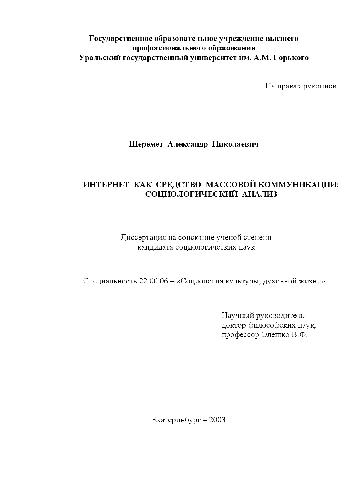 Государственное образовательное учреждение высшего
профессионального образования
Уральский государственный университет им. А.М. Горького
На правах рукописи
Шеремет Александр Николаевич
ИНТЕРНЕТ КАК СРЕДСТВО МАССОВОЙ КОММУНИКАЦИИ:
СОЦИОЛОГИЧЕСКИЙ АНАЛИЗ
Диссертация на соискание ученой степени
кандидата социологических наук
Специальность 22.00.06 – «Социология культуры, духовной жизни»
Научный руководитель:
доктор философских наук,
профессор Олешко В.Ф.
Екатеринбург – 2003